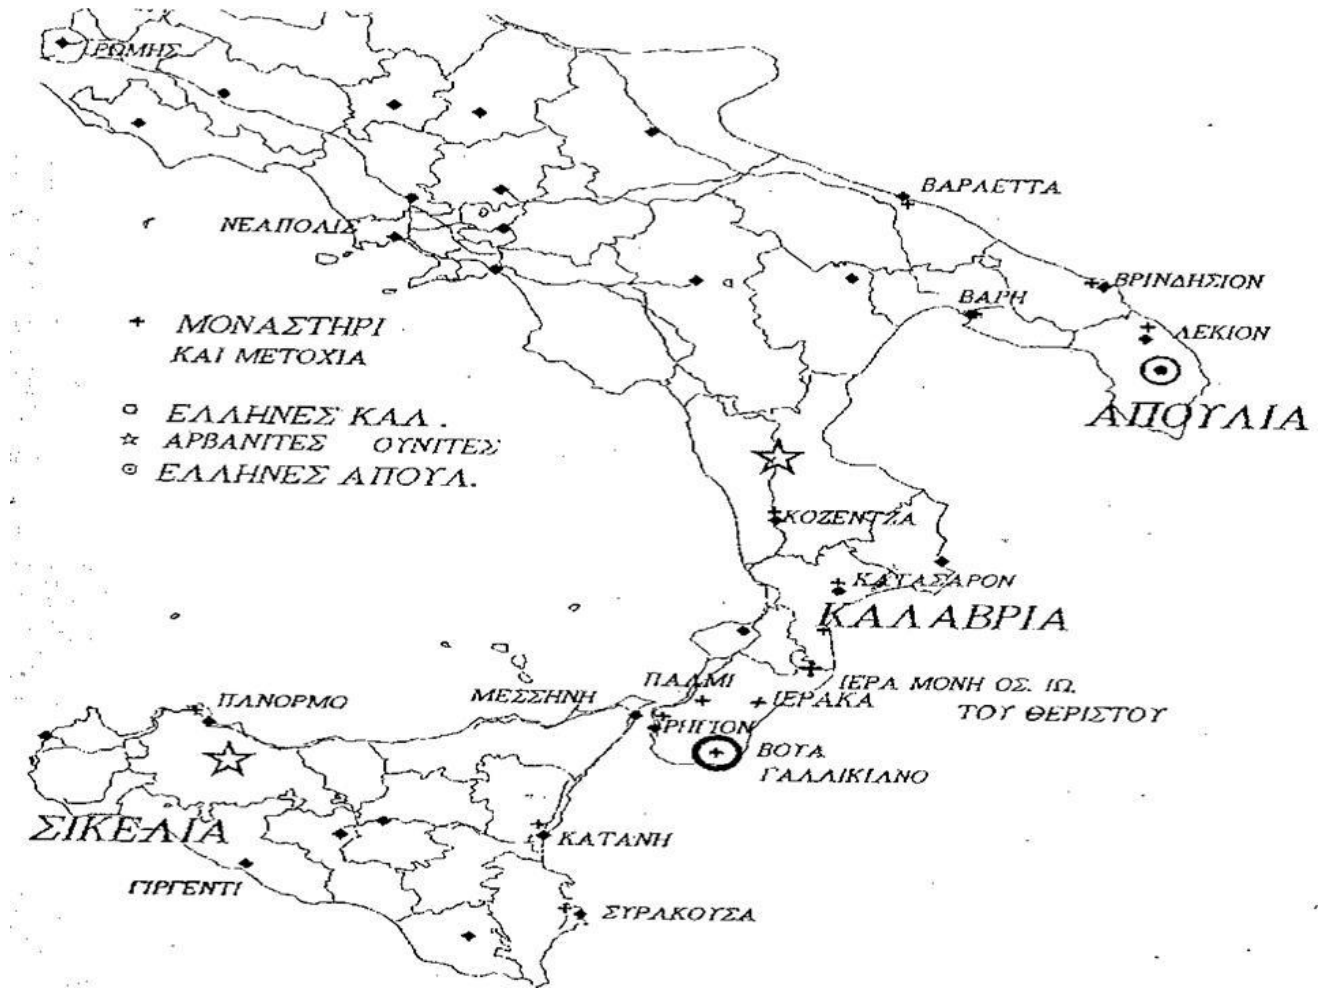 ΡΩΜΗΣ
ΒΑΡΛΕΤΤΑ
ΝΕΑΠΟΛΙΣ
ΒΡΙΝΔΗΣΙΟΝ
ΒΑΡΗ
ΛΕΚΙΟΝ
+ ΜΟΝΑΣΤΗΡΙ
ΚΑΙ ΜΕΤΟΧΙΑ
ΑΠΟΥΛΙΑ
ΕΛΛΗΝΕΣ ΚΑΛ.
ΑΡΒΑΝΙΤΕΣ ΟΥΝΙΤΕΣ
ΕΛΛΗΝΕΣ ΑΠΟΥΛ.
ΚΟΖΕΝΤΖΑ
ΚΑΤΑΣΑΡΟΝ
ΚΑΛΑΒΡΙΑ
ΠΑΛΜΙ
ΜΕΣΣΗΝΗ
ΙΕΡΑΚΑ
ΙΕΡΑ ΜΟΝΗ ΟΣ. ΙΩ.
ΤΟΥ ΘΕΡΙΣΤΟΥ
ΠΑΝΟΡΜΟ
ΡΗΓΙΟΝ
ΒΟΥΑ
ΓΑΛΛΙΚΙΑΝΟ
ΣΙΚΕΛΙΑ
ΚΑΤΑΝΗ
ΓΙΡΓΕΝΤΙ
ΣΥΡΑΚΟΥΣΑ